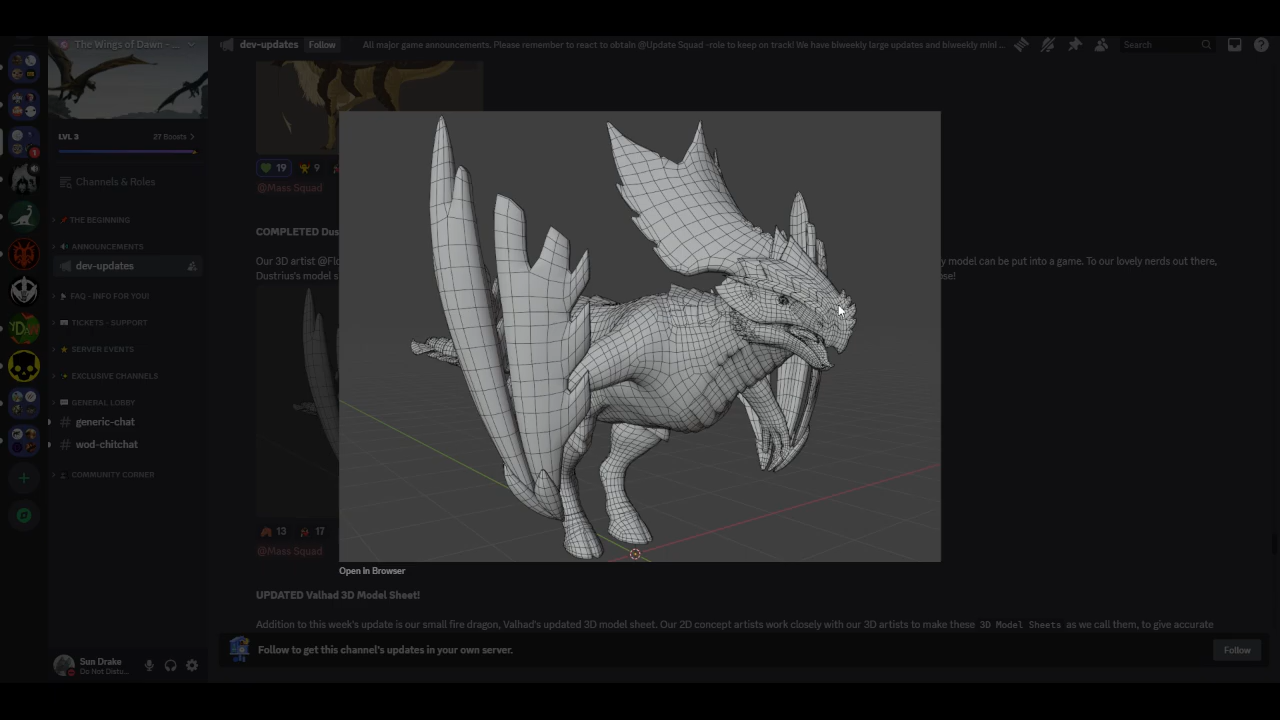 The Wings of Dawn - ...
dev-updates
Follow
All major game announcements. Please remember to react to obtain @Update Squad -role to keep on track! We have biweekly large updates and biweekly mini ...
Search
LVL 3
27 Boosts
19
9
Channels & Roles
@Mass Squad
THE BEGINNING
COMPLETED Dus
ANNOUNCEMENTS
dev-updates
y model can be put into a game. To our lovely nerds out there,
Dustrius's model s
FAQ - INFO FOR YOU!
TICKETS - SUPPORT
YD
SERVER EVENTS
EXCLUSIVE CHANNELS
GENERAL LOBBY
generic-chat
wod-chitchat
COMMUNITY CORNER
13
17
@Mass Squad
Open In Browser
UPDATED Valhad 3D Model Sheet!
Addition to this week's update is our small fire dragon, Valhad's updated 3D model sheet. Our 2D concept artists work closely with our 3D artists to make these 3D Model Sheets as we call them, to give accurate
Follow to get this channel's updates in your own server.
Follow
Sun Drake
Do Not Distu...